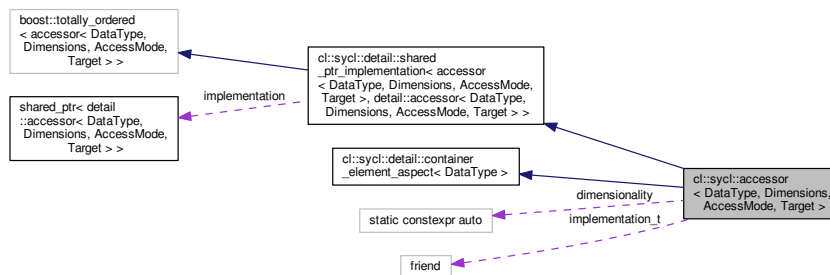 boost::totally_ordered
< accessor< DataType,
Dimensions, AccessMode,
Target > >
shared_ptr< detail
::accessor< DataType,
Dimensions, AccessMode,
Target > >
implementation
cl::sycl::detail::shared
_ptr_implementation< accessor
< DataType, Dimensions, AccessMode,
Target >, detail::accessor< DataType,
Dimensions, AccessMode, Target > >
cl::sycl::detail::container
_element_aspect< DataType >
static constexpr auto
friend
dimensionality
implementation_t
cl::sycl::accessor
< DataType, Dimensions,
AccessMode, Target >